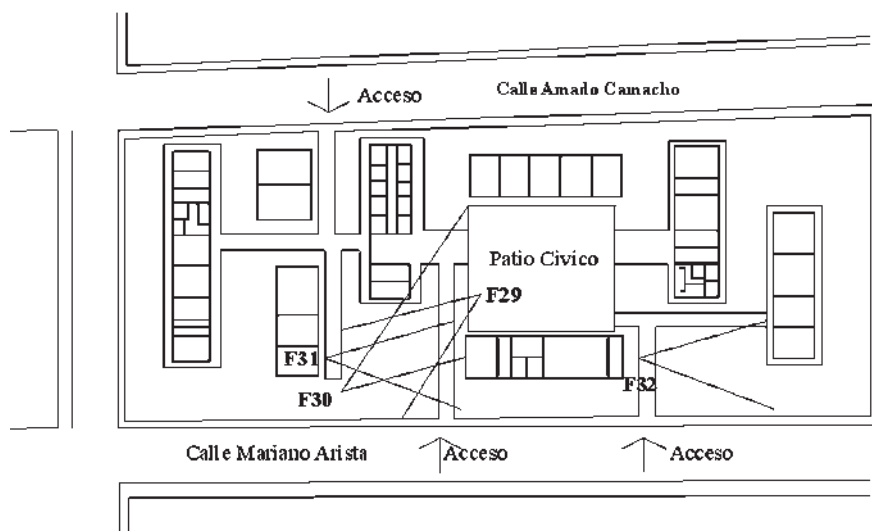 Calle Amado Camacho
Acceso
Patio Civico
F29
F31
F32
F30
Calle Mariano Arista
Acceso
Acceso